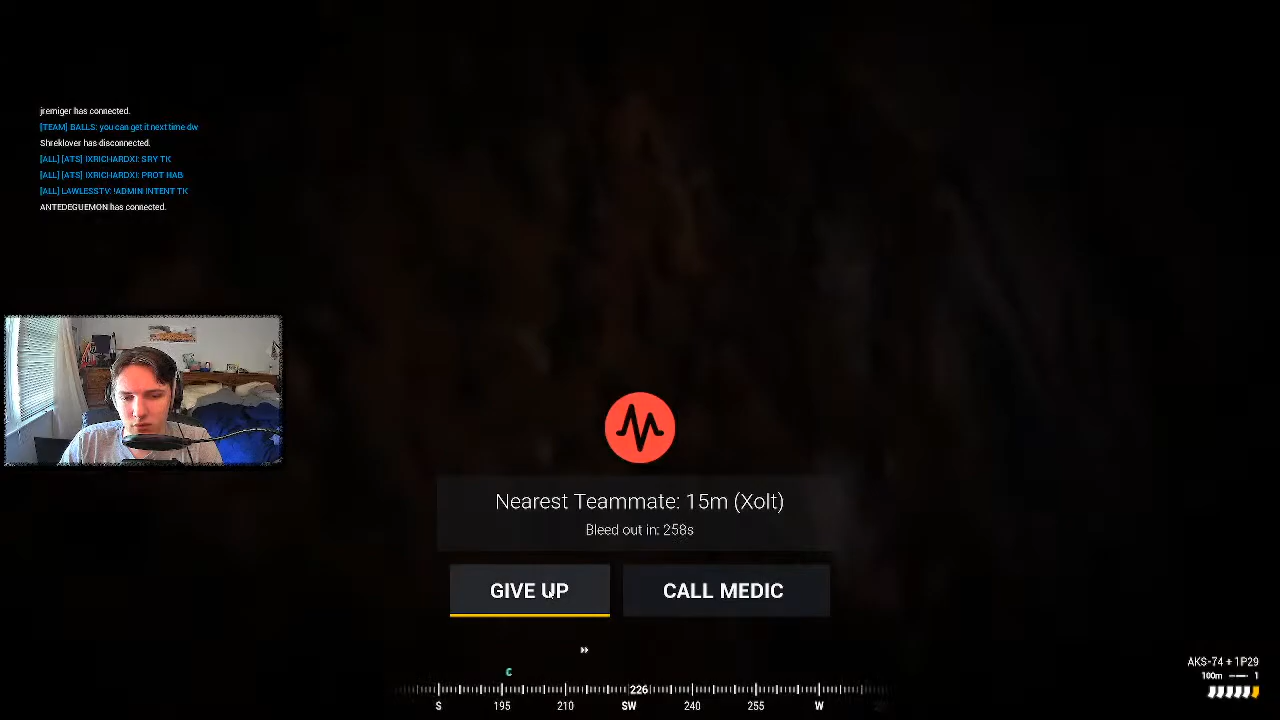 jremiger has connected.
[TEAM] BALLS: you can get it next time dw
Shreklover has disconnected.
[ALL] [ATS] IXRICHARDXI: SRY TK
[ALL] [ATS] IXRICHARDXI: PROT HAB
[ALL] LAWLESSTV: !ADMIN INTENT TK
ANTEDEGUEMON has connected.
Nearest Teammate: 15m (Xolt)
Bleed out in: 258s
GIVE UP
CALL MEDIC
C
226
S 195 210 SW 240 255 W
AKS-74 + 1P29
100m 1